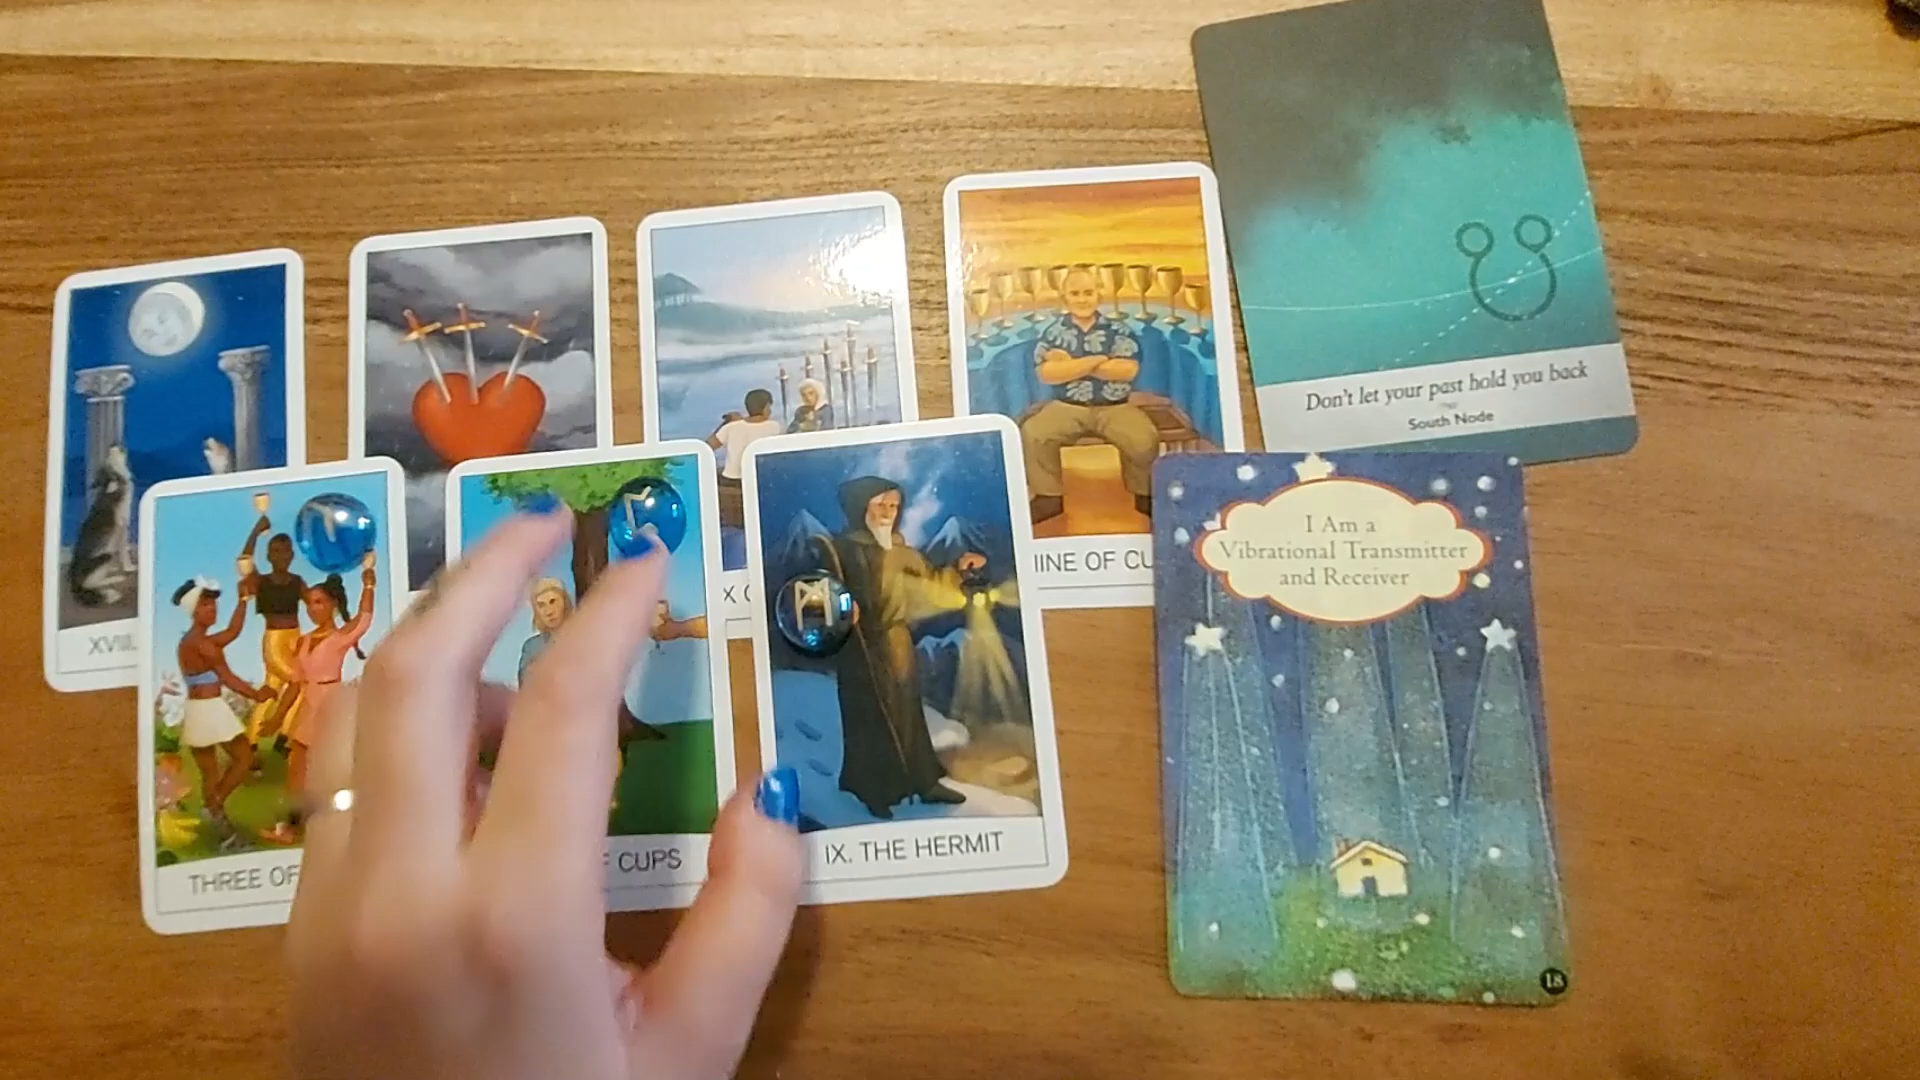 Don't let your past hold you back
South Node
I Am a
Vibrational Transmitter
and Receiver
XVIII.
X
INE OF CU
THREE OF
CUPS
IX. THE HERMIT
18